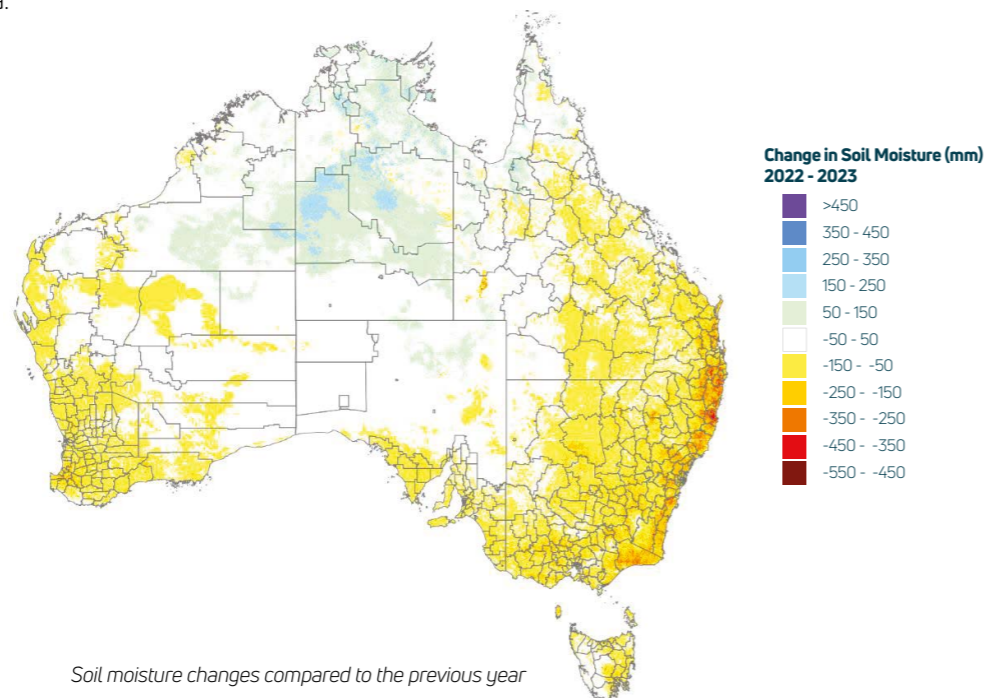 Change in Soil Moisture (mm)
2022 - 2023
>450
350 - 450
250 - 350
150 - 250
50 - 150
-50 - 50
-150 - -50
-250 - -150
-350 - -250
-450 - -350
-550 - -450
Soil moisture changes compared to the previous year